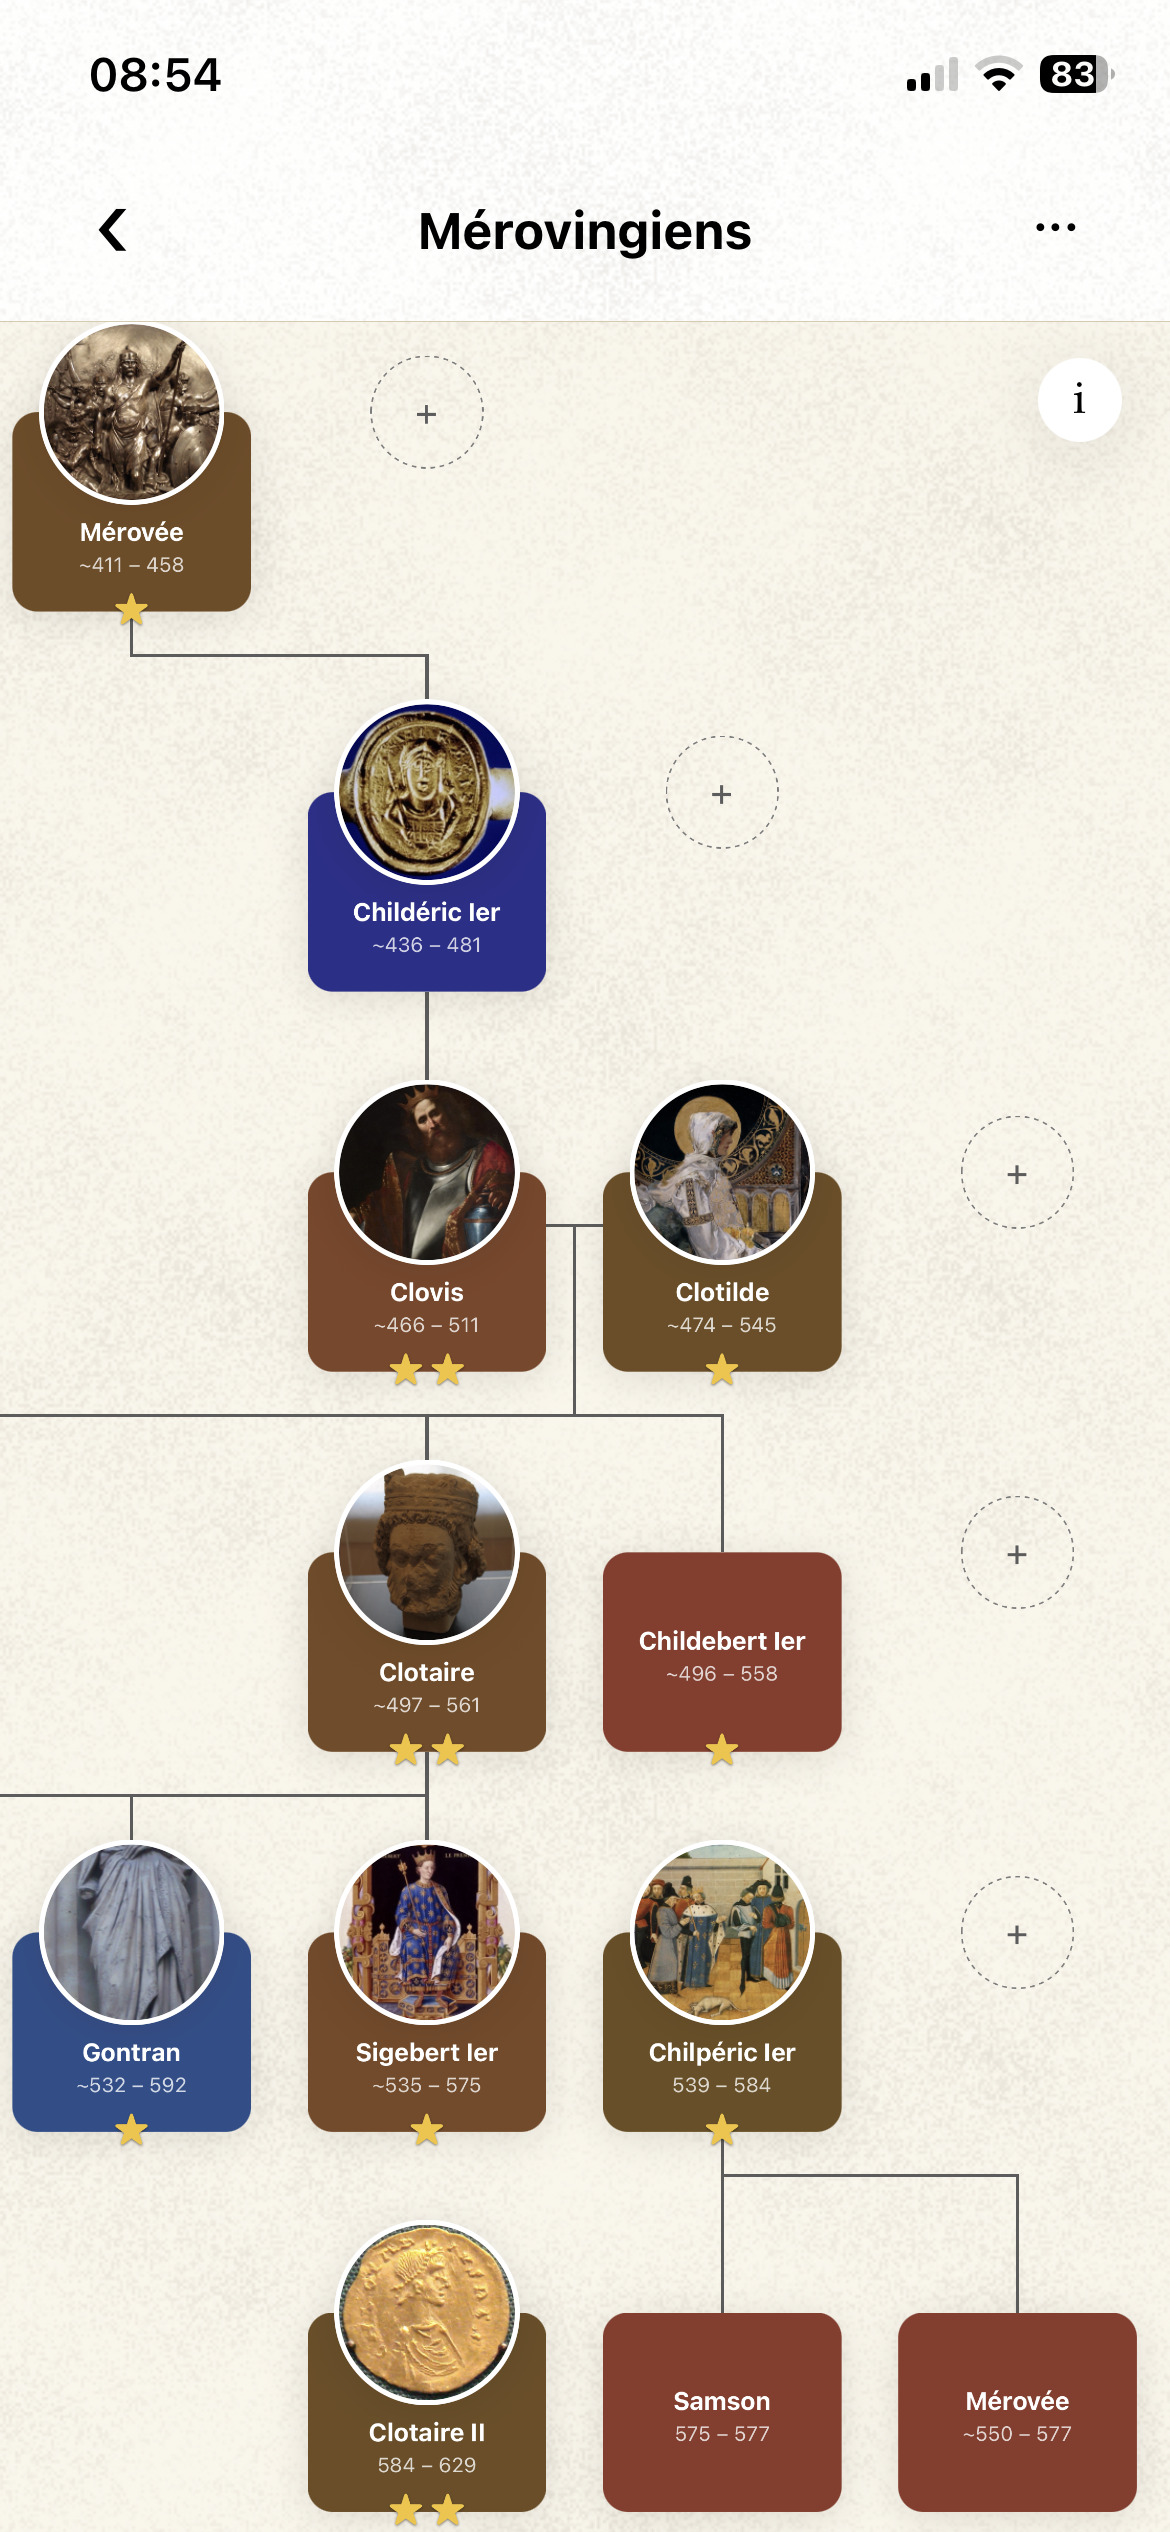 08:54
83
Mérovingiens
...
i
+
Mérovée
~411 – 458
+
Childéric Ier
~436 – 481
+
Clovis
~466 – 511
Clotilde
~474 – 545
+
Clotaire
~497 – 561
Childebert Ier
~496 – 558
+
Gontran
~532 – 592
Sigebert Ier
~535 – 575
Chilpéric Ier
539 – 584
Clotaire II
584 – 629
Samson
575 – 577
Mérovée
~550 – 577